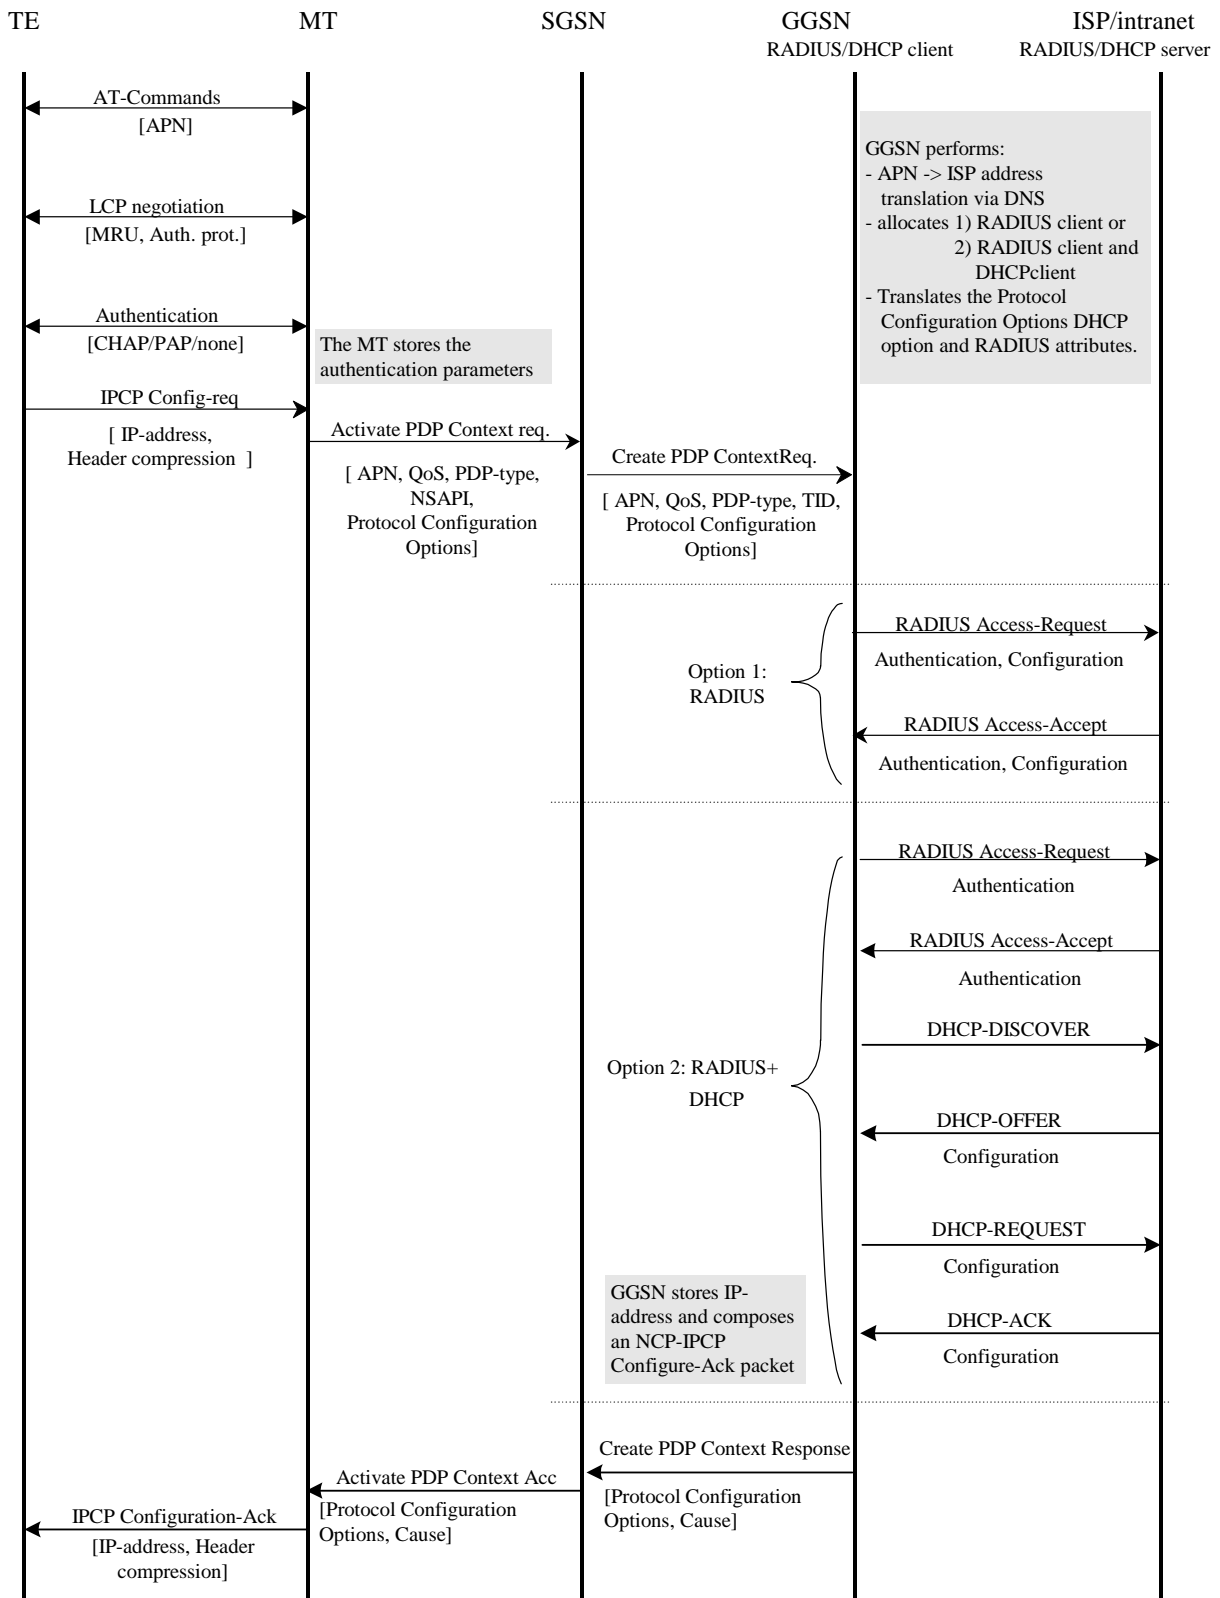 TE
MT
SGSN
GGSN
ISP/intranet
RADIUS/DHCP client
RADIUS/DHCP server
AT-Commands
[APN]
GGSN performs:
- APN -> ISP address
translation via DNS
- allocates 1) RADIUS client or
2) RADIUS client and
DHCPclient
- Translates the Protocol
Configuration Options DHCP
option and RADIUS attributes.
LCP negotiation
[MRU, Auth. prot.]
Authentication
[CHAP/PAP/none]
The MT stores the
authentication parameters
IPCP Config-req
[ IP-address,
Header compression ]
Activate PDP Context req.
[ APN, QoS, PDP-type,
NSAPI,
Protocol Configuration
Options]
Create PDP ContextReq.
[ APN, QoS, PDP-type, TID,
Protocol Configuration
Options]
Option 1:
RADIUS
RADIUS Access-Request
Authentication, Configuration
RADIUS Access-Accept
Authentication, Configuration
RADIUS Access-Request
Authentication
RADIUS Access-Accept
Authentication
DHCP-DISCOVER
Option 2: RADIUS+
DHCP
DHCP-OFFER
Configuration
DHCP-REQUEST
Configuration
GGSN stores IP-
address and composes
an NCP-IPCP
Configure-Ack packet
DHCP-ACK
Configuration
Create PDP Context Response
[Protocol Configuration
Options, Cause]
Activate PDP Context Acc
[Protocol Configuration
Options, Cause]
IPCP Configuration-Ack
[IP-address, Header
compression]